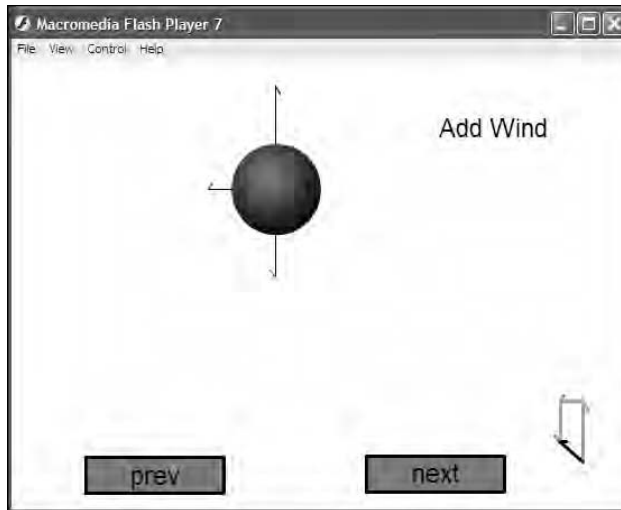 Macromedia Flash Player 7
File View Control Help
Add Wind
prev
next